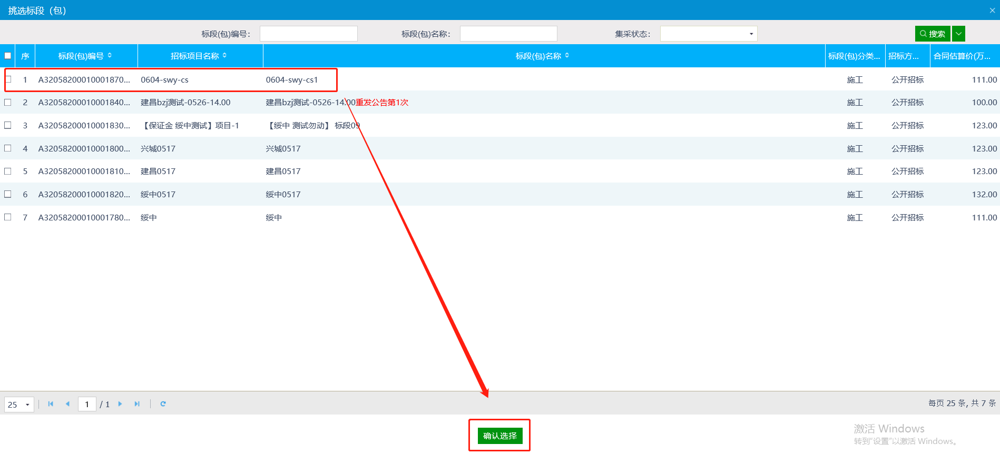 挑选标段（包）
标段(包)编号： 标段(包)名称： 集采状态： 搜索
序 标段(包)编号 招标项目名称 标段(包)名称 标段(包)分类... 招标方... 合同估算价(万...
1 A32058200010001870... 0604-swy-cs 0604-swy-cs1 施工 公开招标 111.00
2 A32058200010001840... 建昌bzj测试-0526-14.00 建昌bzj测试-0526-14.00重发公告第1次 施工 公开招标 100.00
3 A32058200010001830... 【保证金 绥中测试】项目-1 【绥中 测试勿动】 标段09 施工 公开招标 123.00
4 A32058200010001800... 兴城0517 兴城0517 施工 公开招标 123.00
5 A32058200010001810... 建昌0517 建昌0517 施工 公开招标 123.00
6 A32058200010001820... 绥中0517 绥中0517 施工 公开招标 132.00
7 A32058200010001780... 绥中 绥中 施工 公开招标 111.00
25 1 / 1 每页 25 条, 共 7 条
确认选择
激活 Windows
转到"设置"以激活 Windows。